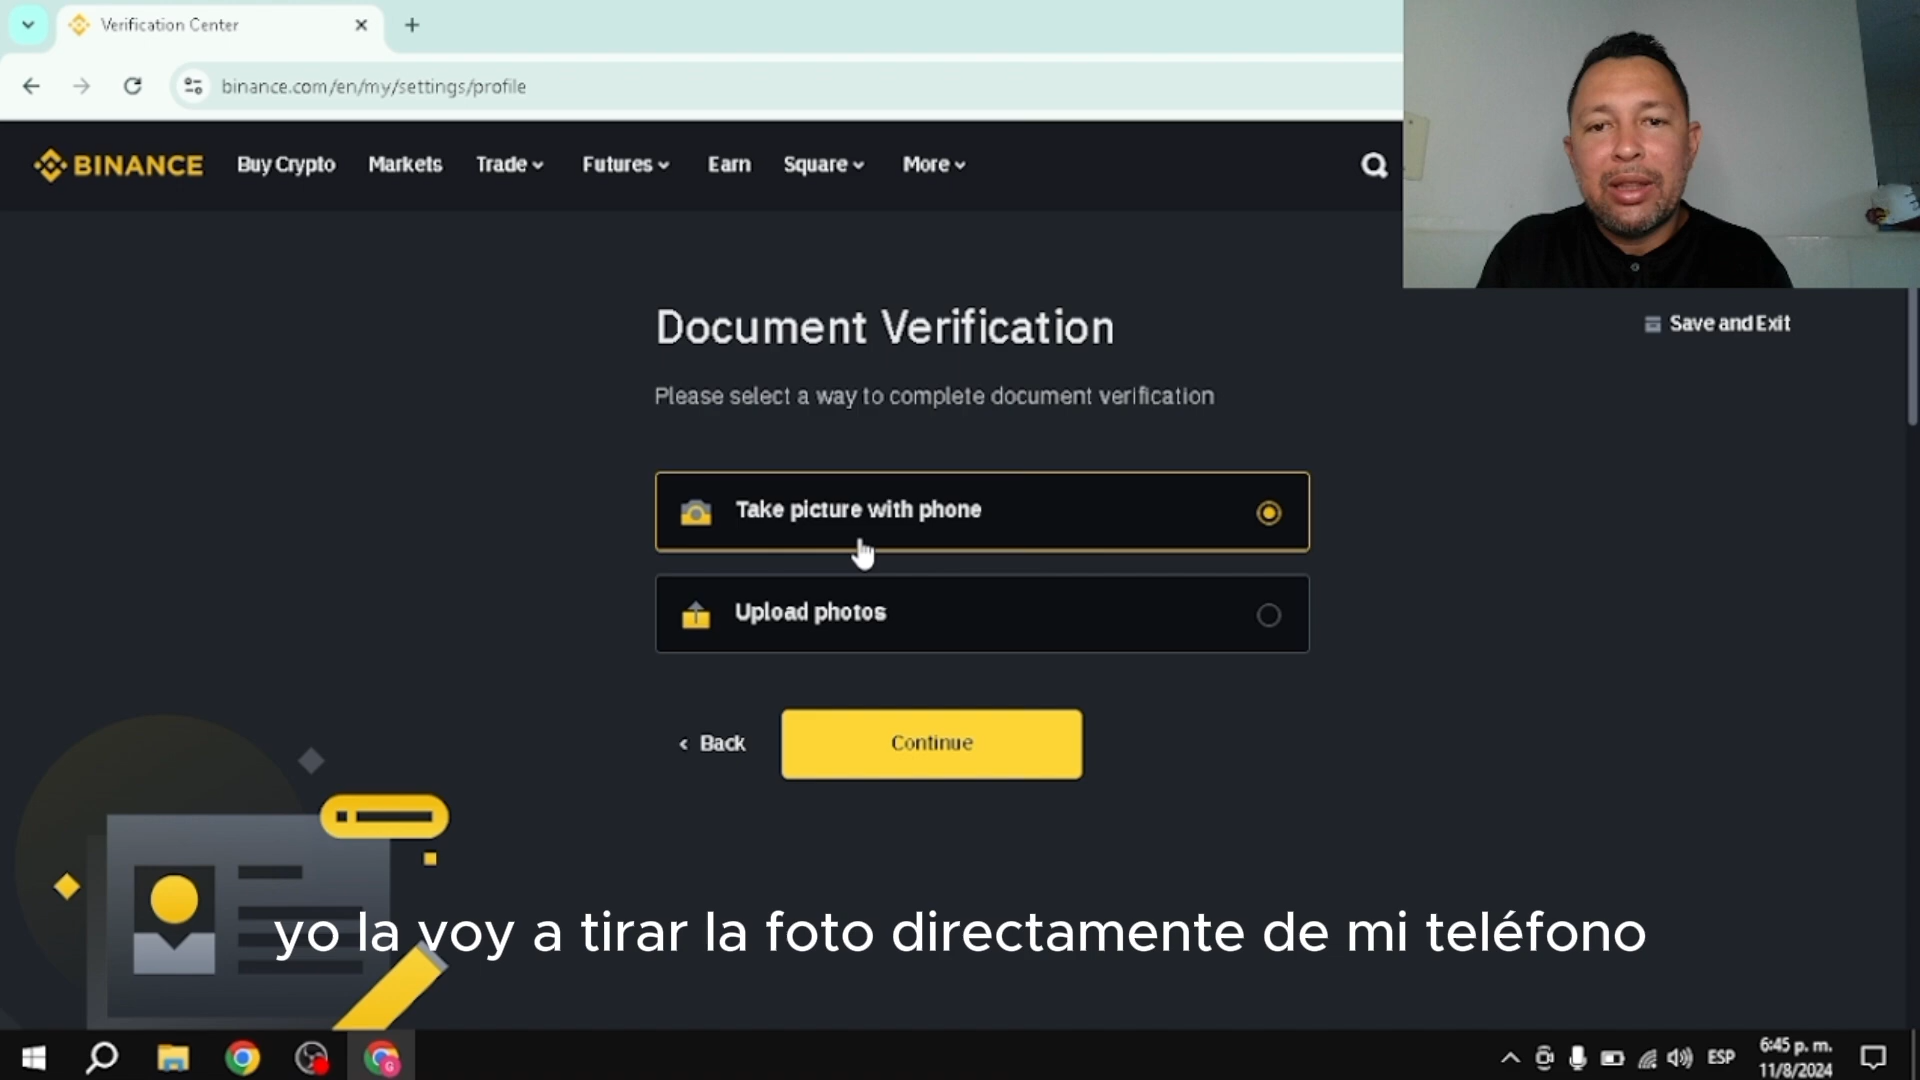 Verification Center
binance.com/en/my/settings/profile
BINANCE Buy Crypto Markets Trade Futures Earn Square More
Document Verification
Save and Exit
Please select a way to complete document verification
Take picture with phone
Upload photos
< Back
Continue
yo la voy a tirar la foto directamente de mi teléfono
ESP
6:45 p. m.
11/8/2024